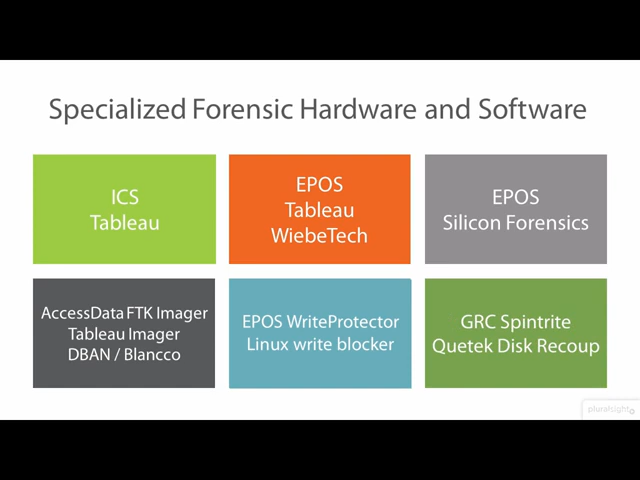 Specialized Forensic Hardware and Software
ICS
Tableau
EPOS
Tableau
WiebeTech
EPOS
Silicon Forensics
AccessData FTK Imager
Tableau Imager
DBAN / Blancco
EPOS WriteProtector
Linux write blocker
GRC Spintrite
Quetek Disk Recoup
pluralsight